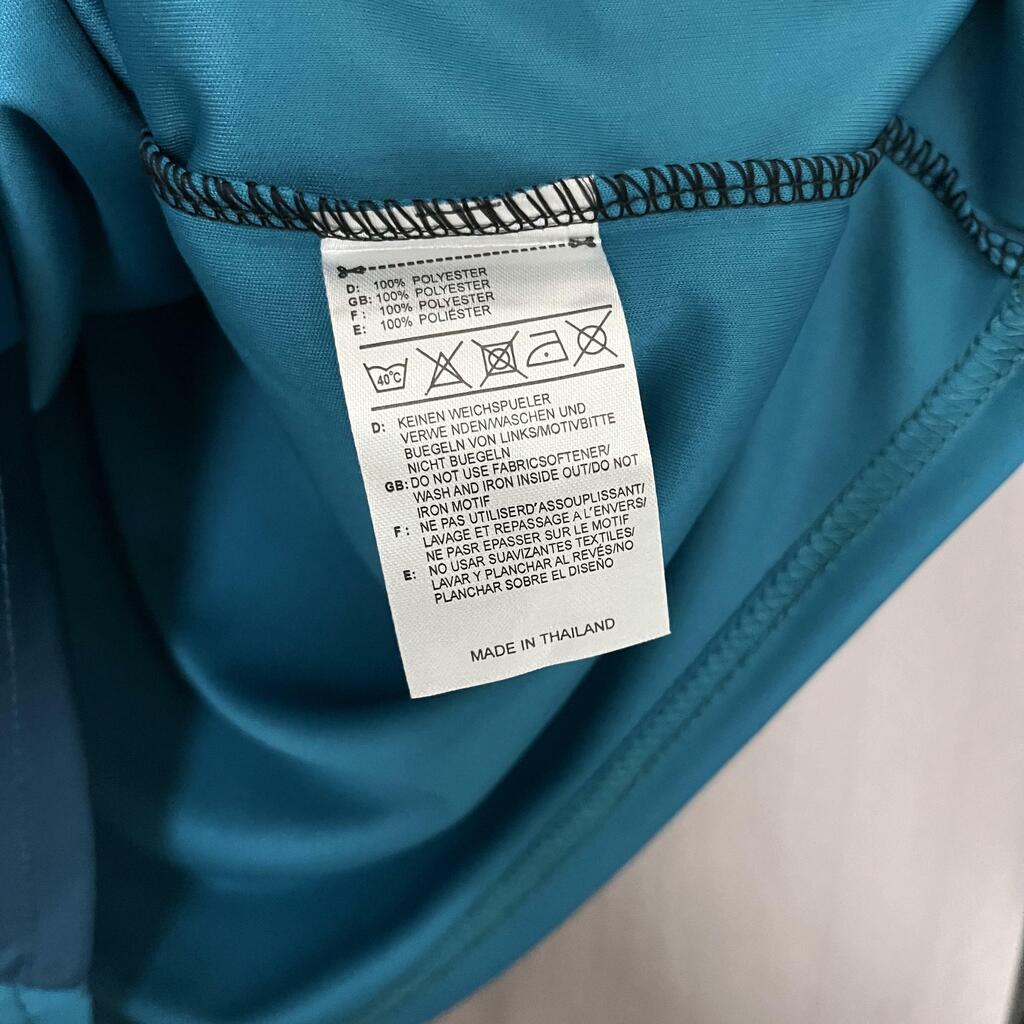 D: 100% POLYESTER
GB: 100% POLYESTER
F: 100% POLYESTER
E: 100% POLIÉSTER
40°C
D: KEINEN WEICHSPUELER
VERWE NDEN/WASCHEN UND
BUEGELN VON LINKS/MOTIVBITTE
NICHT BUEGELN
GB: DO NOT USE FABRICSOFTENER/
WASH AND IRON INSIDE OUT/DO NOT
IRON MOTIF
F: NE PAS UTILISERD'ASSOUPLISSANT/
LAVAGE ET REPASSAGE A L'ENVERS/
NE PASR EPASSER SUR LE MOTIF
E: NO USAR SUAVIZANTES TEXTILES/
LAVAR Y PLANCHAR AL REVÉS/NO
PLANCHAR SOBRE EL DISEÑO
MADE IN THAILAND